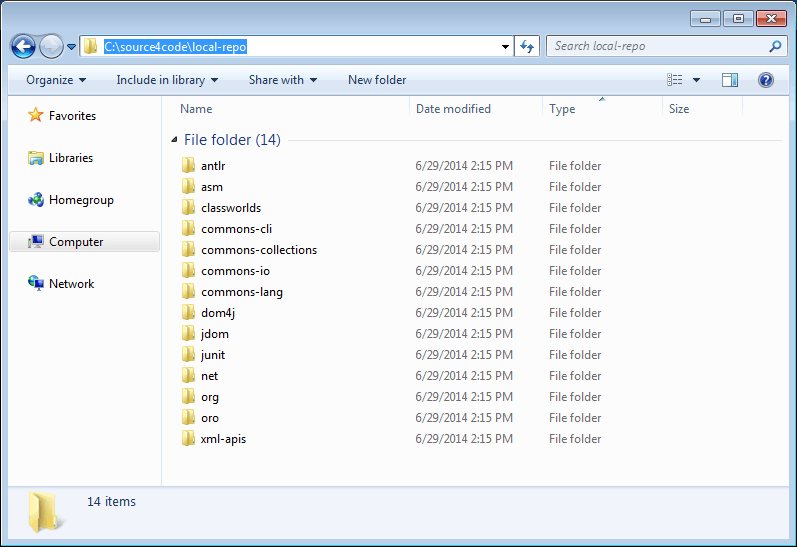 C:\source4code\local-repo
Search local-repo
Organize Include in library Share with New folder
Name Date modified Type Size
Favorites
Libraries
Homegroup
Computer
Network
File folder (14)
antlr 6/29/2014 2:15 PM File folder
asm 6/29/2014 2:15 PM File folder
classworlds 6/29/2014 2:15 PM File folder
commons-cli 6/29/2014 2:15 PM File folder
commons-collections 6/29/2014 2:15 PM File folder
commons-io 6/29/2014 2:15 PM File folder
commons-lang 6/29/2014 2:15 PM File folder
dom4j 6/29/2014 2:15 PM File folder
jdom 6/29/2014 2:15 PM File folder
junit 6/29/2014 2:15 PM File folder
net 6/29/2014 2:15 PM File folder
org 6/29/2014 2:15 PM File folder
oro 6/29/2014 2:15 PM File folder
xml-apis 6/29/2014 2:15 PM File folder
14 items